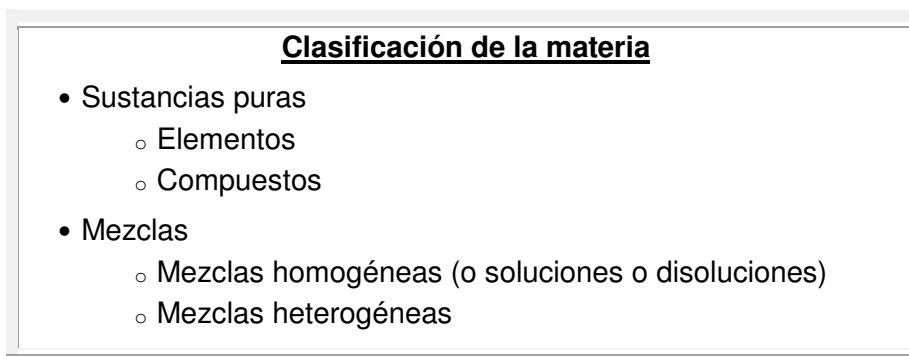 Clasificación de la materia
• Sustancias puras
o Elementos
o Compuestos
• Mezclas
o Mezclas homogéneas (o soluciones o disoluciones)
o Mezclas heterogéneas